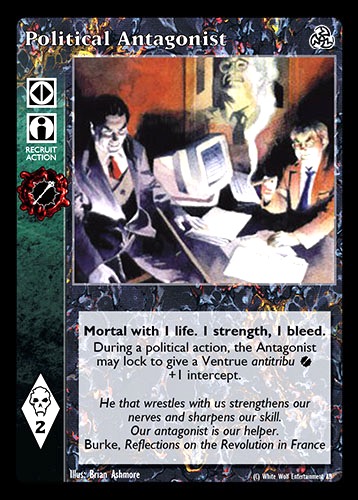 Political Antagonist
RECRUIT
ACTION
Mortal with 1 life. 1 strength, 1 bleed.
During a political action, the Antagonist
may lock to give a Ventrue antitribu
+1 intercept.
He that wrestles with us strengthens our
nerves and sharpens our skill.
Our antagonist is our helper.
Burke, Reflections on the Revolution in France
2
Illus: Brian Ashmore
(C) White Wolf Entertainment AB